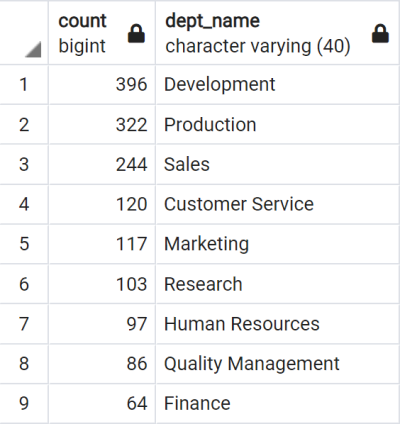 count dept_name
bigint character varying (40)
1 396 Development
2 322 Production
3 244 Sales
4 120 Customer Service
5 117 Marketing
6 103 Research
7 97 Human Resources
8 86 Quality Management
9 64 Finance